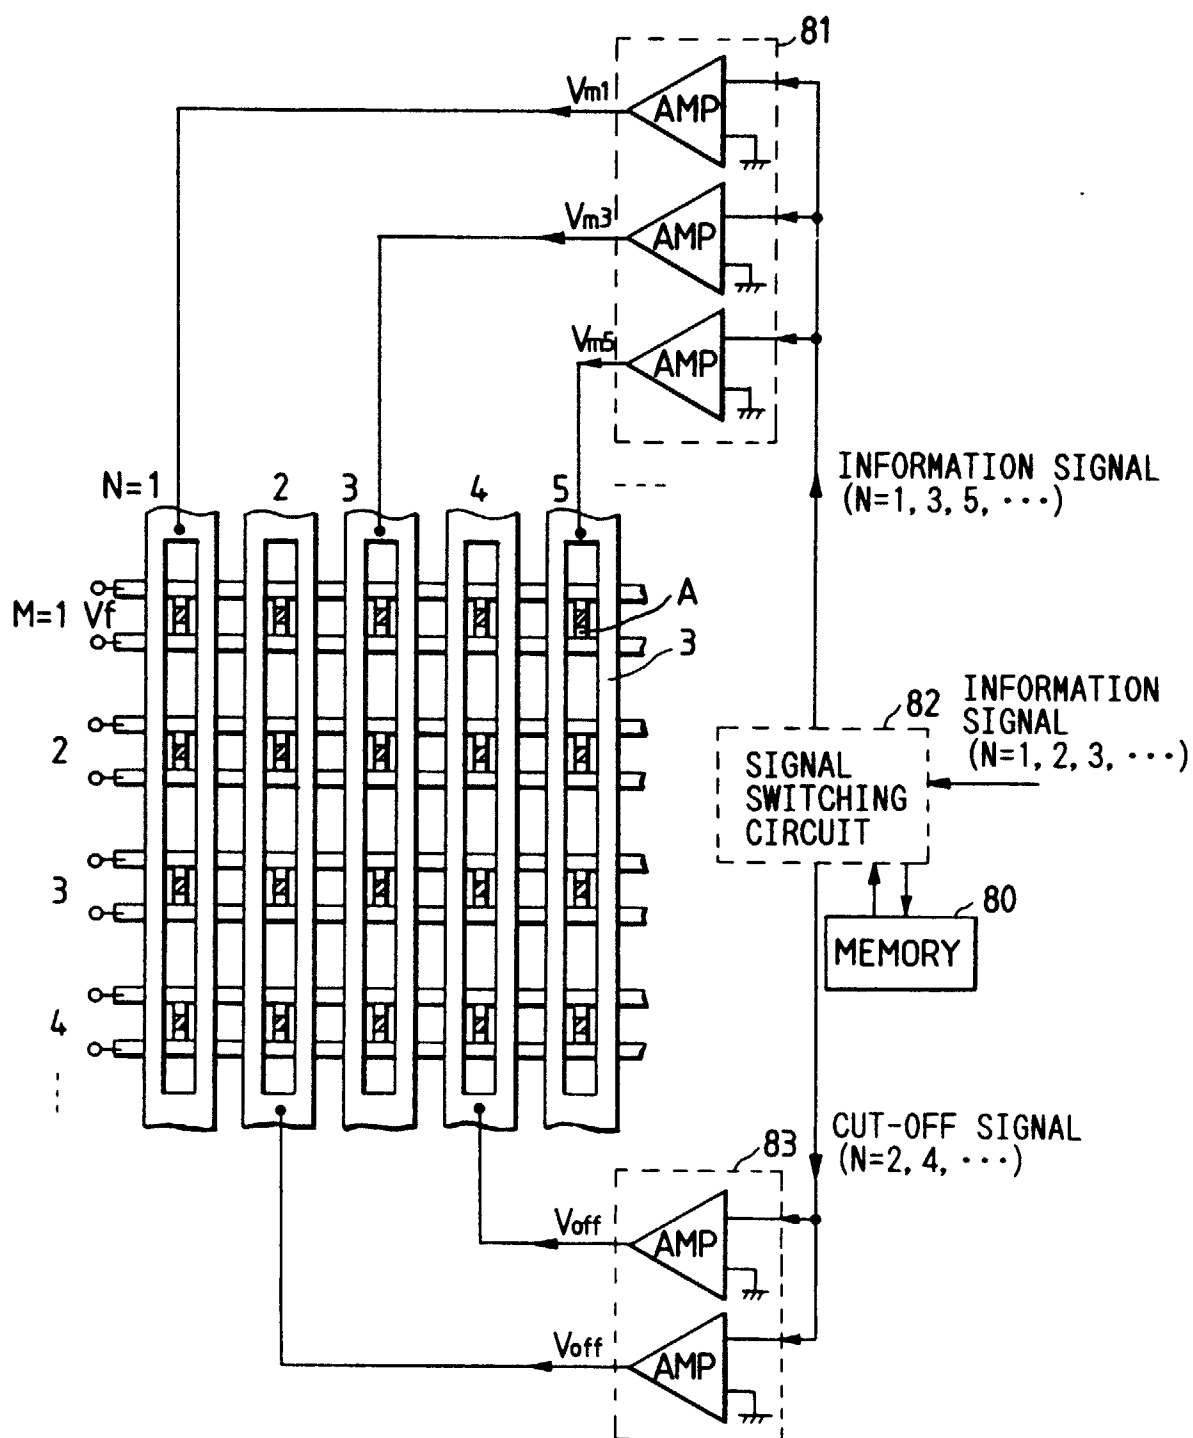 81
Vm1
AMP
Vm3
AMP
Vm5
AMP
INFORMATION SIGNAL
(N=1, 3, 5, ···)
N=1
2
3
4
5
M=1
Vf
A
3
2
3
4
INFORMATION
SIGNAL
(N=1, 2, 3, ···)
82
SIGNAL
SWITCHING
CIRCUIT
80
MEMORY
CUT-OFF SIGNAL
(N=2, 4, ···)
83
Voff
AMP
Voff
AMP